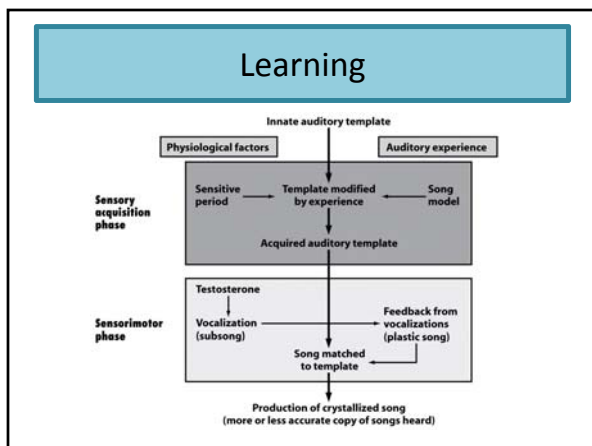 Learning
Innate auditory template
Physiological factors
Auditory experience
Sensory
acquisition
phase
Sensitive
period
Template modified
by experience
Song
model
Acquired auditory template
Sensorimotor
phase
Testosterone
Vocalization
(subsong)
Feedback from
vocalizations
(plastic song)
Song matched
to template
Production of crystallized song
(more or less accurate copy of songs heard)